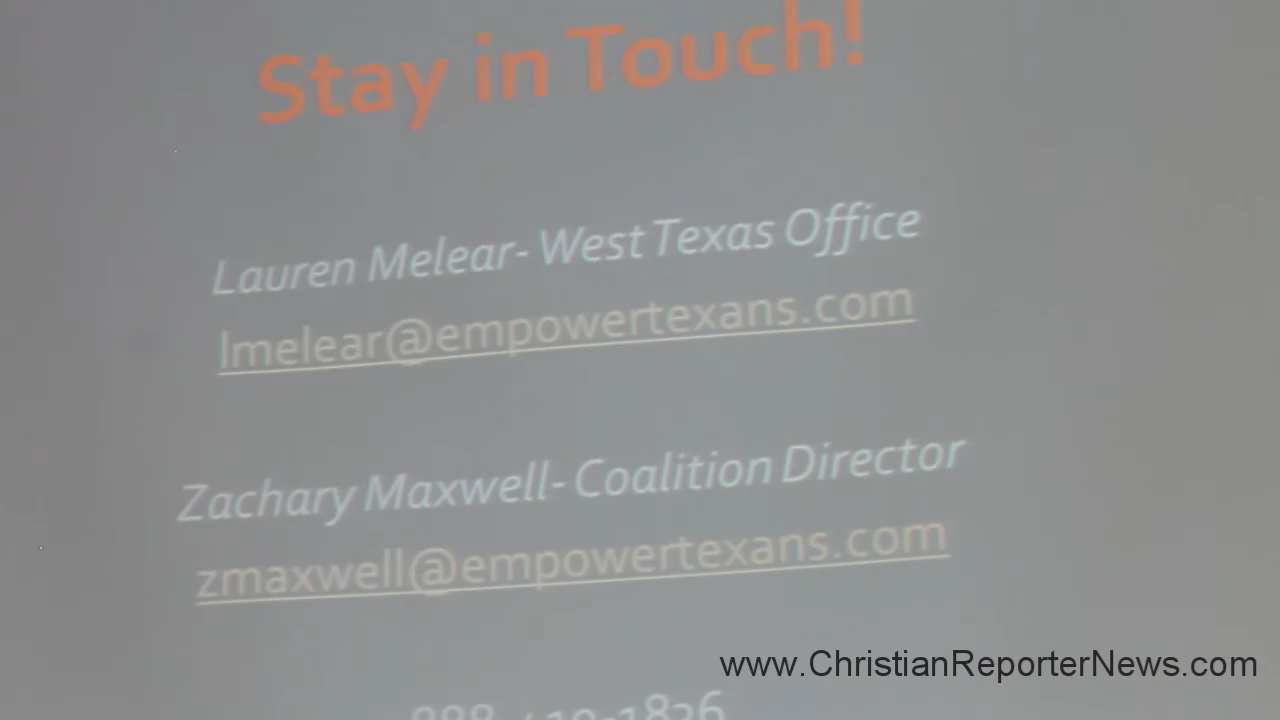 Stay in Touch!
Lauren Melear- West Texas Office
lmelear@empowertexans.com
Zachary Maxwell- Coalition Director
zmaxwell@empowertexans.com
www.ChristianReporterNews.com